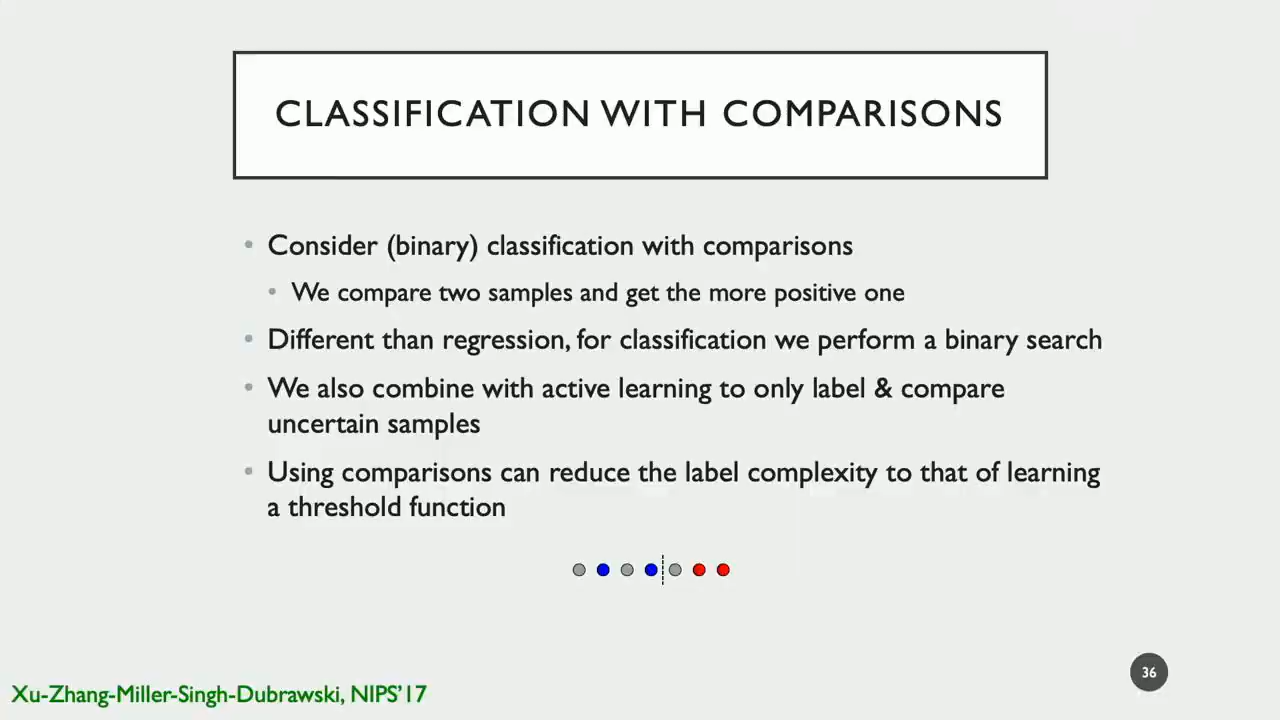 CLASSIFICATION WITH COMPARISONS
• Consider (binary) classification with comparisons
• We compare two samples and get the more positive one
• Different than regression, for classification we perform a binary search
• We also combine with active learning to only label & compare
uncertain samples
• Using comparisons can reduce the label complexity to that of learning
a threshold function
36
Xu-Zhang-Miller-Singh-Dubrawski, NIPS'17